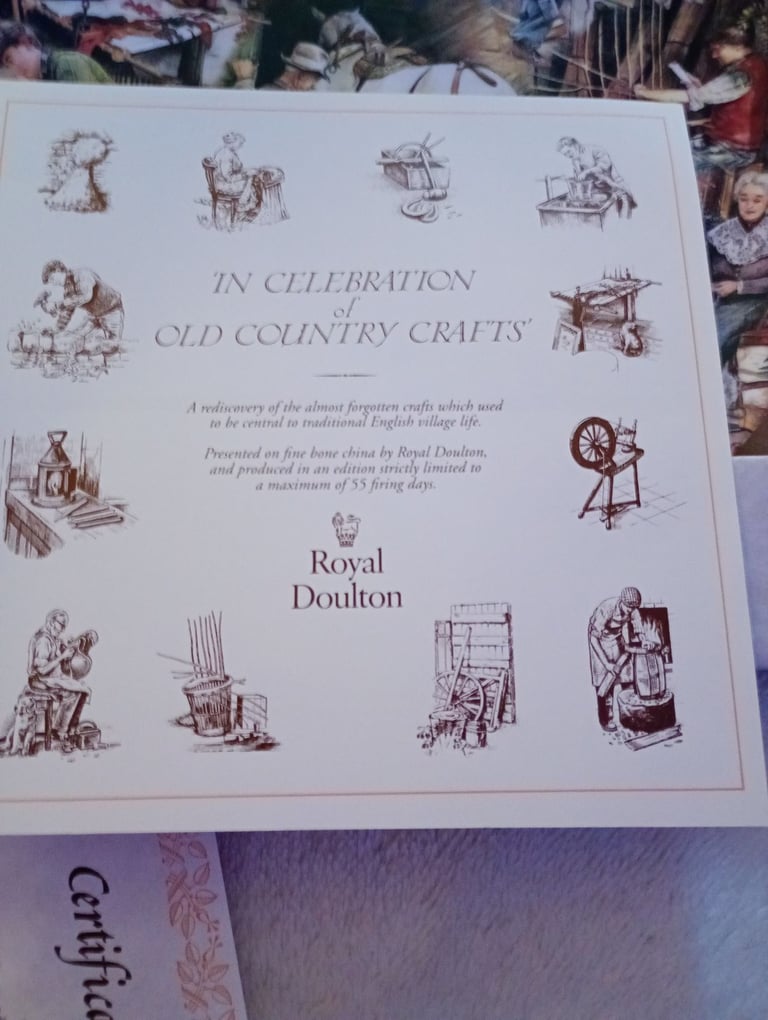 'IN CELEBRATION
of
OLD COUNTRY CRAFTS'
A rediscovery of the almost forgotten crafts which used
to be central to traditional English village life.
Presented on fine bone china by Royal Doulton,
and produced in an edition strictly limited to
a maximum of 55 firing days.
Royal
Doulton
Certifica